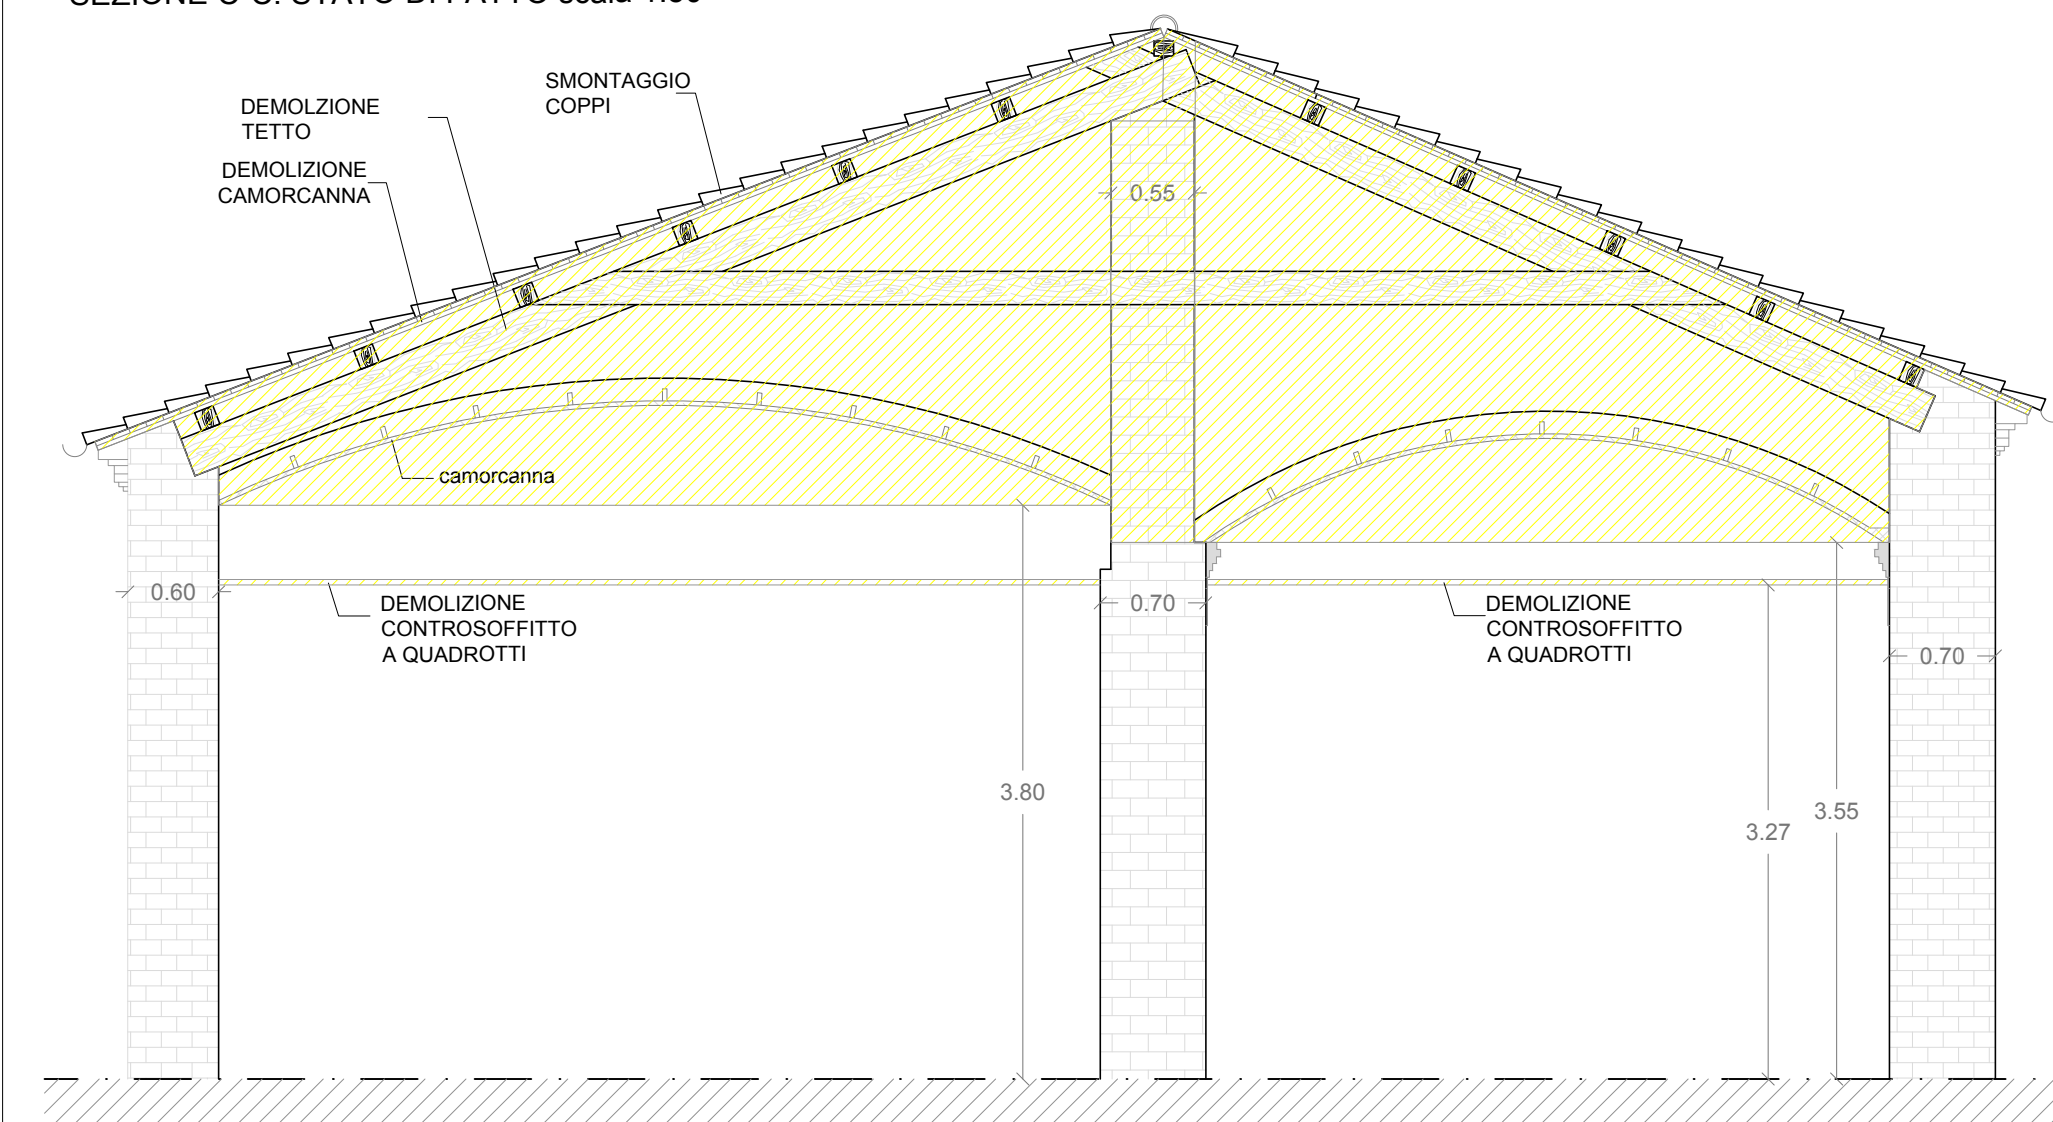 SMONTAGGIO
COPPI
DEMOLZIONE
TETTO
DEMOLIZIONE
CAMORCANNA
0.55
camorcanna
0.60
DEMOLIZIONE
CONTROSOFFITTO
A QUADROTTI
0.70
DEMOLIZIONE
CONTROSOFFITTO
A QUADROTTI
0.70
3.80
3.55
3.27